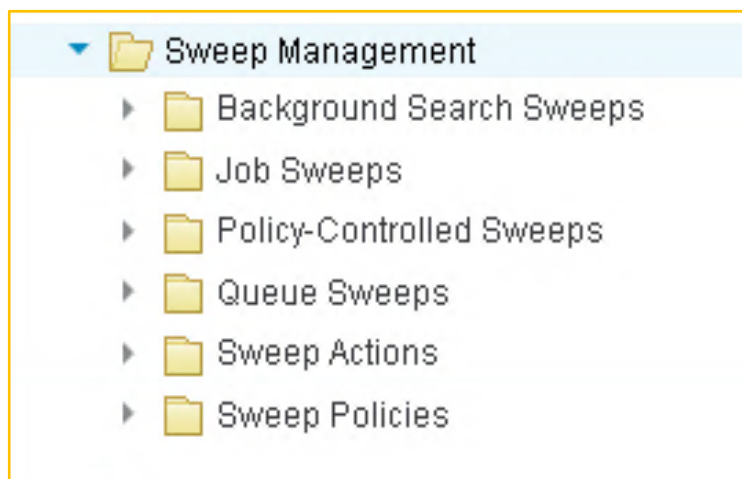 Sweep Management
Background Search Sweeps
Job Sweeps
Policy-Controlled Sweeps
Queue Sweeps
Sweep Actions
Sweep Policies